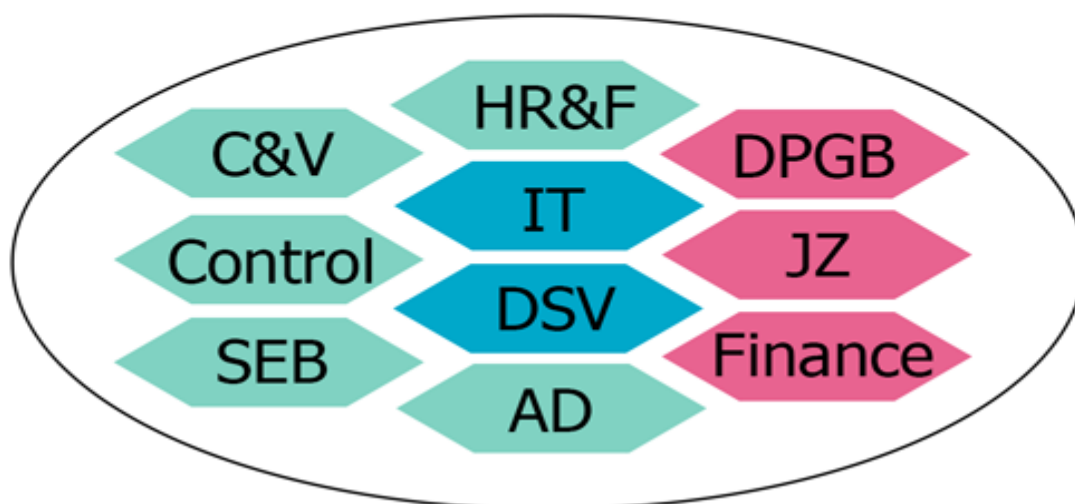 HR&F
C&V
DPGB
IT
Control
JZ
DSV
SEB
Finance
AD